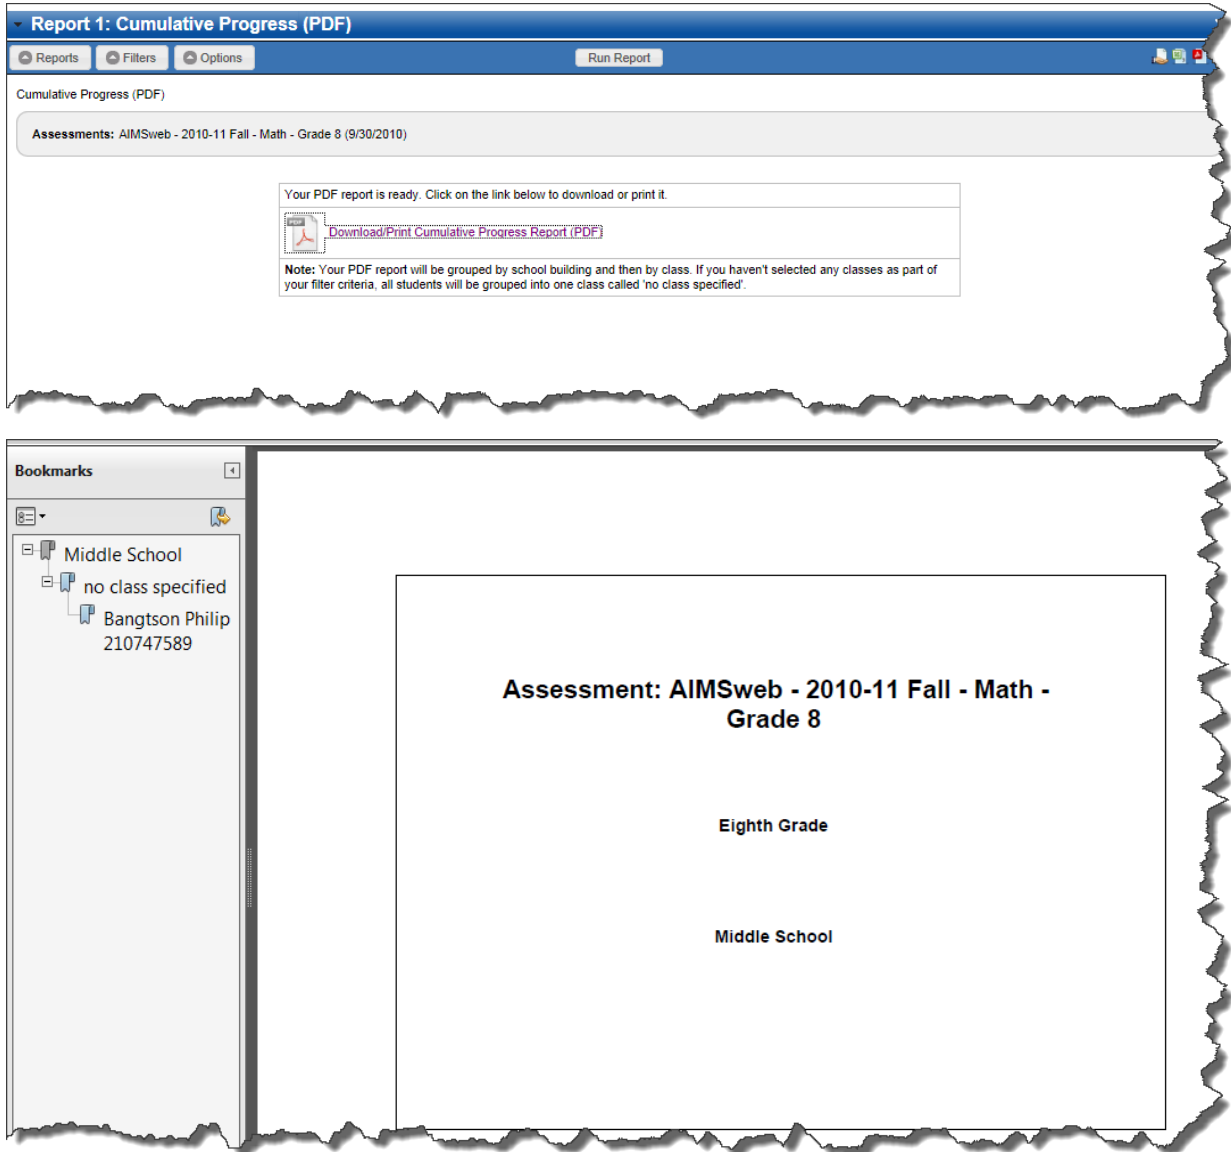 Report 1: Cumulative Progress (PDF)
Reports Filters Options Run Report
Cumulative Progress (PDF)
Assessments: AIMSweb - 2010-11 Fall - Math - Grade 8 (9/30/2010)
Your PDF report is ready. Click on the link below to download or print it.
PDF
Download/Print Cumulative Progress Report (PDF)
Note: Your PDF report will be grouped by school building and then by class. If you haven't selected any classes as part of
your filter criteria, all students will be grouped into one class called 'no class specified'.
Bookmarks
Middle School
no class specified
Bangtson Philip
210747589
Assessment: AIMSweb - 2010-11 Fall - Math -
Grade 8
Eighth Grade
Middle School